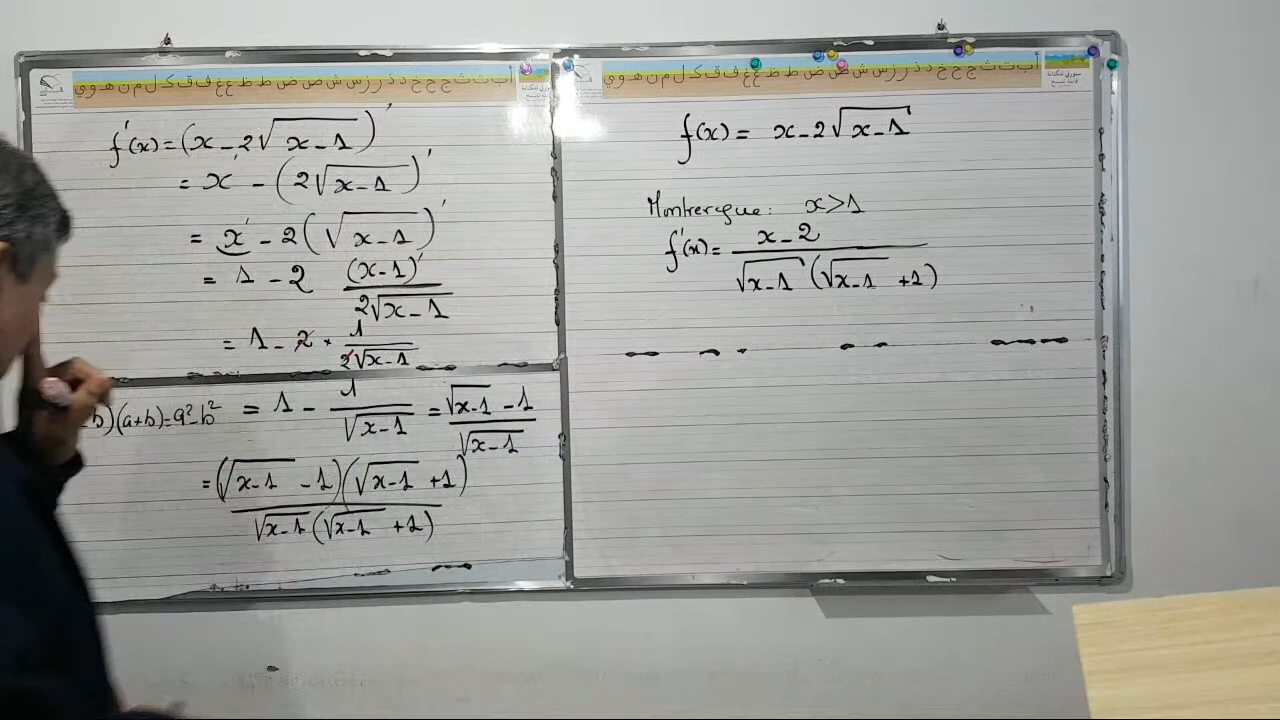 أ ب ت ث ج ح خ د ذ ر ز س ش ص ض ط ظ ع غ ف ق ك ل م ن ه و ي
f'(x) = (x - 2√(x-1))'
= x' - (2√(x-1))'
= x' - 2(√(x-1))'
= 1 - 2 (x-1)' / 2√(x-1)
= 1 - 2 * 1 / 2√(x-1)
b)(a+b)=a²-b² = 1 - 1 / √(x-1) = (√(x-1) - 1) / √(x-1)
= (√(x-1) - 1)(√(x-1) + 1) / √(x-1) (√(x-1) + 1)
أ ب ت ث ج ح خ د ذ ر ز س ش ص ض ط ظ ع غ ف ق ك ل م ن ه و ي
f(x) = x - 2√(x-1)
Montrer que : x > 1
f'(x) = (x - 2) / √(x-1) (√(x-1) + 1)